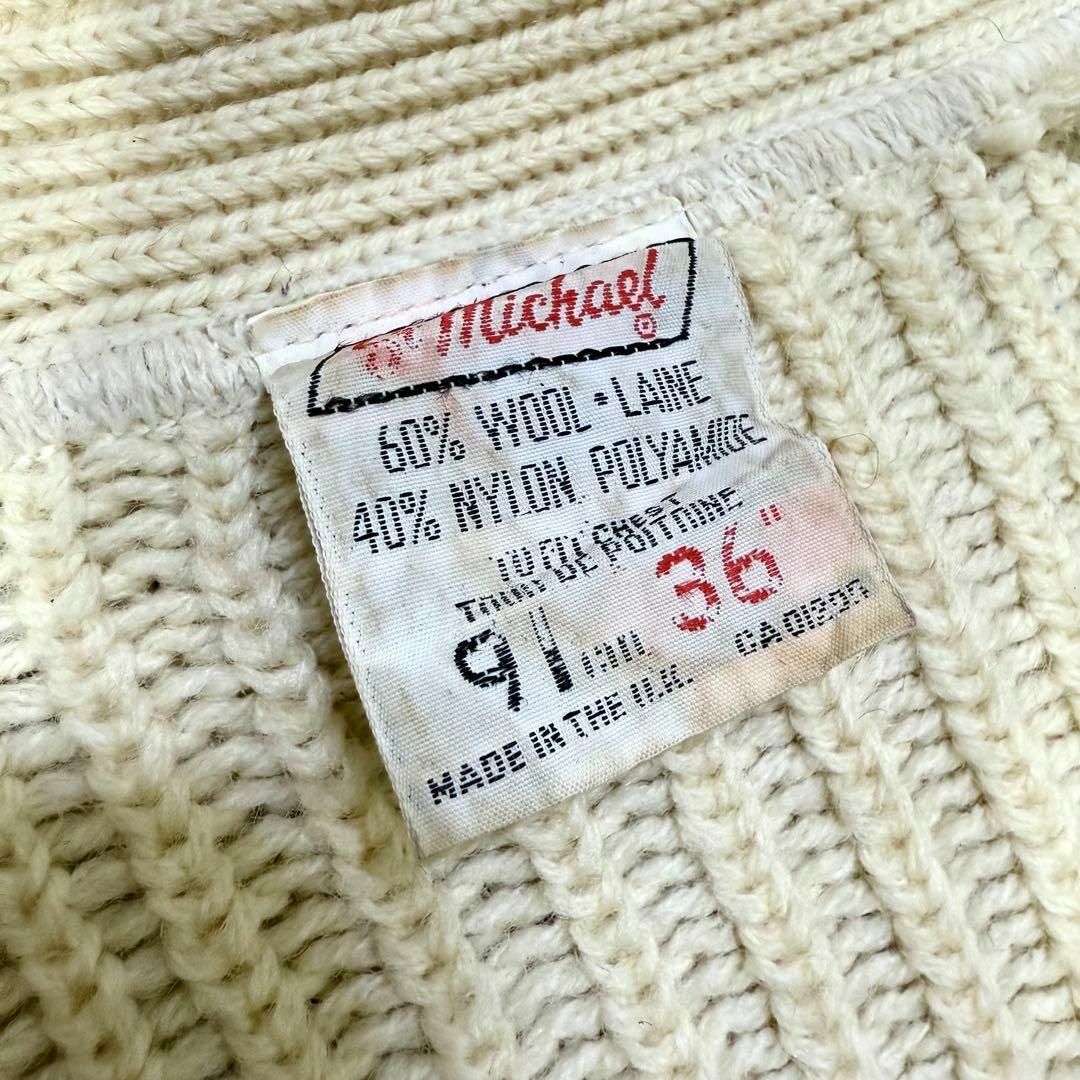 St Michael ®
60% WOOL - LAINE
40% NYLON. POLYAMIDE
TO FIT CHEST
TOUR DE POITRINE
91 cm 36"
MADE IN THE U.K. CA01237